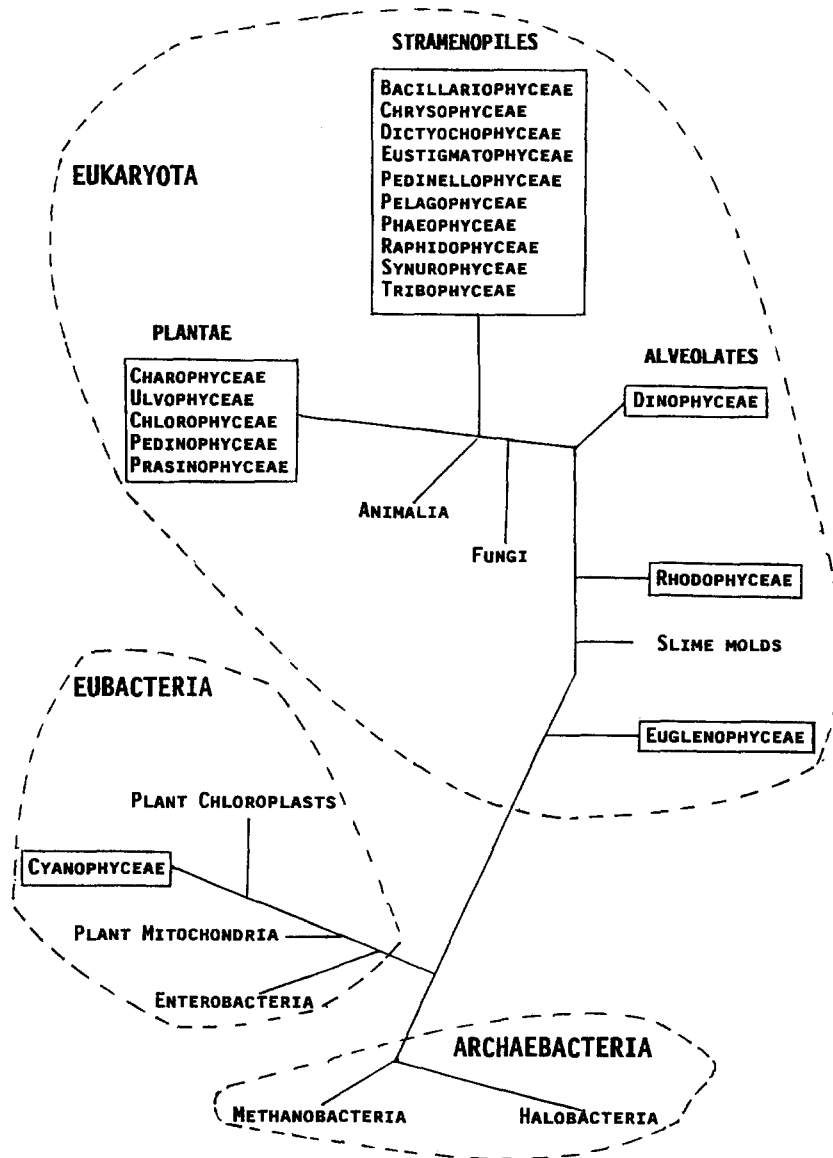 STRAMENOPILES
BACILLARIOPHYCEAE
CHRYSOPHYCEAE
DICTYOCHOPHYCEAE
EUSTIGMATOPHYCEAE
PEDINELLOPHYCEAE
PELAGOPHYCEAE
PHAEOPHYCEAE
RAPHIDOPHYCEAE
SYNUROPHYCEAE
TRIBOPHYCEAE
EUKARYOTA
PLANTAE
CHAROPHYCEAE
ULVOPHYCEAE
CHLOROPHYCEAE
PEDINOPHYCEAE
PRASINOPHYCEAE
ALVEOLATES
DINOPHYCEAE
ANIMALIA
FUNGI
RHODOPHYCEAE
SLIME MOLDS
EUGLENOPHYCEAE
EUBACTERIA
PLANT CHLOROPLASTS
CYANOPHYCEAE
PLANT MITOCHONDRIA
ENTEROBACTERIA
ARCHAEBACTERIA
METHANOBACTERIA
HALOBACTERIA